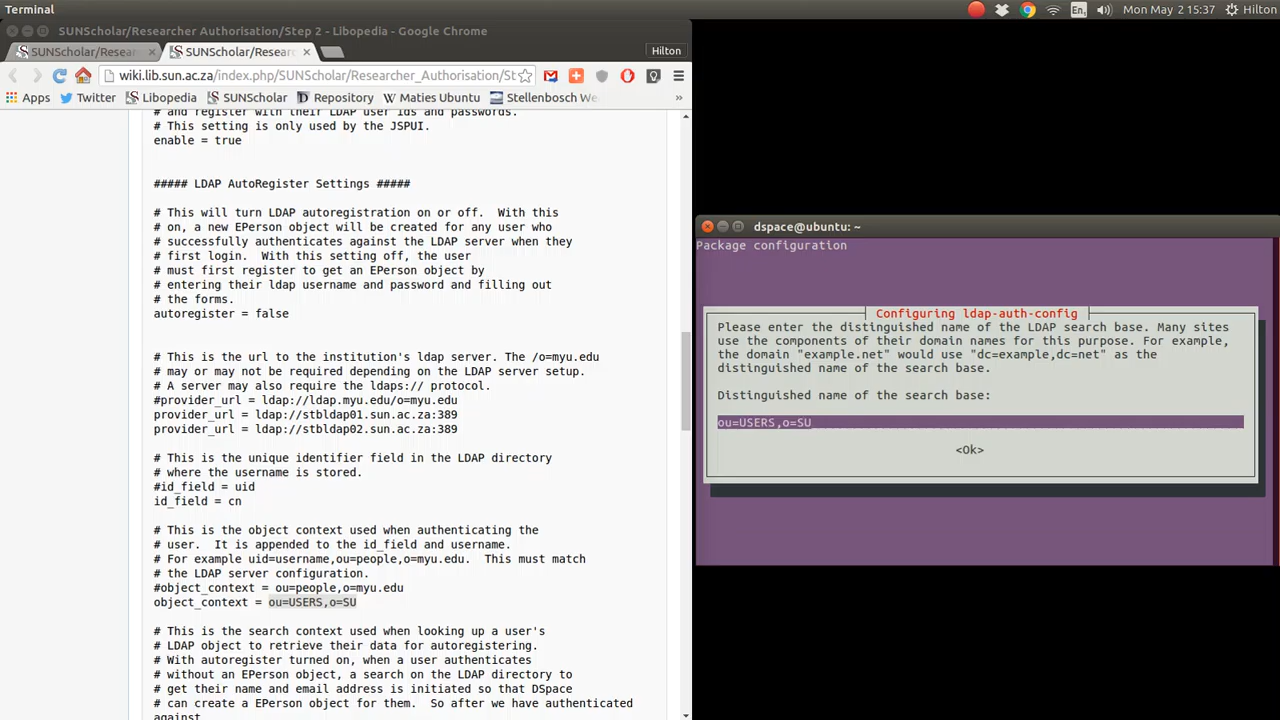 Terminal
En
Mon May 2 15:37
Hilton
SUNScholar/Researcher Authorisation/Step 2 - Libopedia - Google Chrome
SUNScholar/Resear
SUNScholar/Resear
Hilton
wiki.lib.sun.ac.za/index.php/SUNScholar/Researcher_Authorisation/St
Apps
Twitter
Libopedia
SUNScholar
Repository
Maties Ubuntu
Stellenbosch We
»
# and register with their LDAP user ids and passwords.
# This setting is only used by the JSPUI.
enable = true
##### LDAP AutoRegister Settings #####
# This will turn LDAP autoregistration on or off.  With this
# on, a new EPerson object will be created for any user who
# successfully authenticates against the LDAP server when they
# first login.  With this setting off, the user
# must first register to get an EPerson object by
# entering their ldap username and password and filling out
# the forms.
autoregister = false
# This is the url to the institution's ldap server. The /o=myu.edu
# may or may not be required depending on the LDAP server setup.
# A server may also require the ldaps:// protocol.
#provider_url = ldap://ldap.myu.edu/o=myu.edu
provider_url = ldap://stbldap01.sun.ac.za:389
provider_url = ldap://stbldap02.sun.ac.za:389
# This is the unique identifier field in the LDAP directory
# where the username is stored.
#id_field = uid
id_field = cn
# This is the object context used when authenticating the
# user.  It is appended to the id_field and username.
# For example uid=username,ou=people,o=myu.edu.  This must match
# the LDAP server configuration.
#object_context = ou=people,o=myu.edu
object_context = ou=USERS,o=SU
# This is the search context used when looking up a user's
# LDAP object to retrieve their data for autoregistering.
# With autoregister turned on, when a user authenticates
# without an EPerson object, a search on the LDAP directory to
# get their name and email address is initiated so that DSpace
# can create a EPerson object for them.  So after we have authenticated
against
dspace@ubuntu: ~
Package configuration
Configuring ldap-auth-config
Please enter the distinguished name of the LDAP search base. Many sites
use the components of their domain names for this purpose. For example,
the domain "example.net" would use "dc=example,dc=net" as the
distinguished name of the search base.
Distinguished name of the search base:
ou=USERS,o=SU
<Ok>